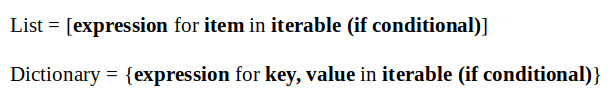 List = [expression for item in iterable (if conditional)]
Dictionary = {expression for key, value in iterable (if conditional)}